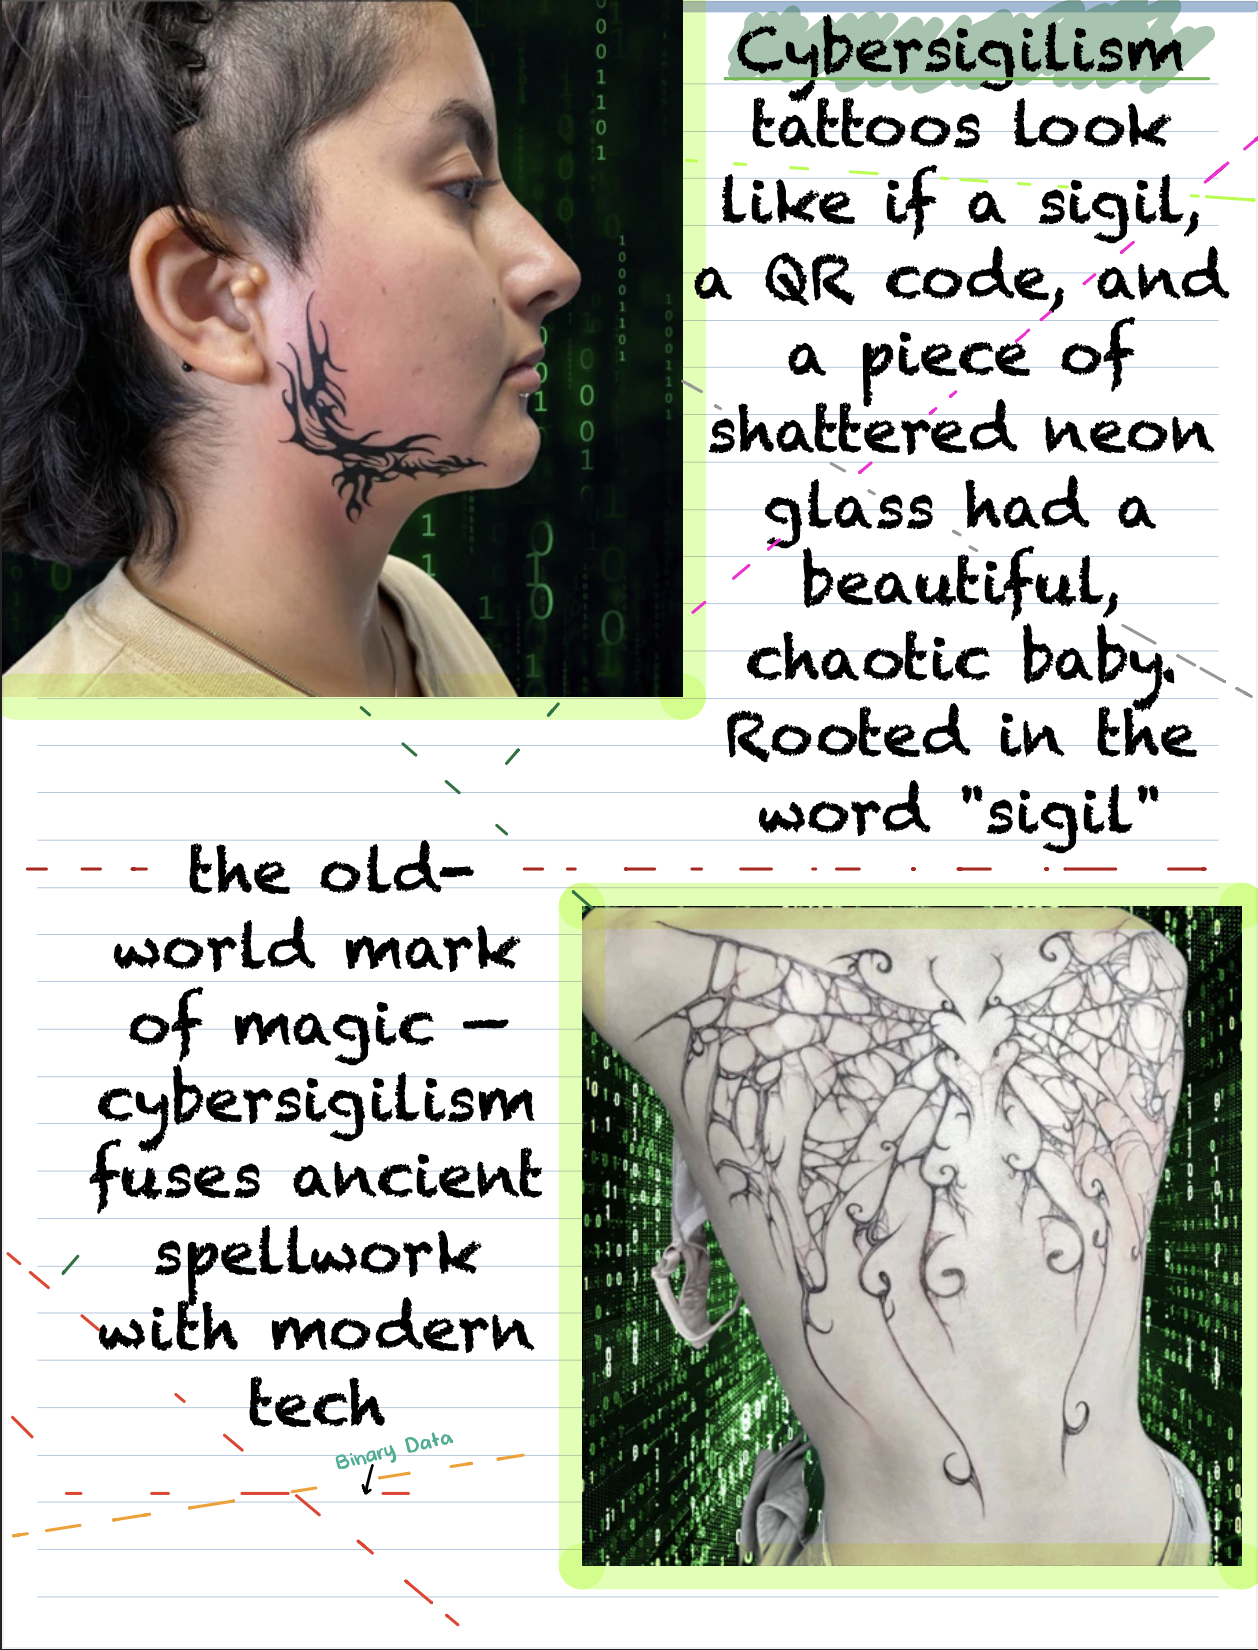 Cybersigilism
tattoos look
like if a sigil,
a QR code, and
a piece of
shattered neon
glass had a
beautiful,
chaotic baby.
Rooted in the
word "sigil"
the old-
world mark
of magic —
cybersigilism
fuses ancient
spellwork
with modern
tech
Binary Data